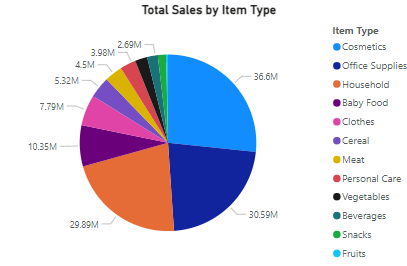 Total Sales by Item Type
2.69M
3.98M
4.5M
5.32M
7.79M
10.35M
29.89M
30.59M
36.6M
Item Type
Cosmetics
Office Supplies
Household
Baby Food
Clothes
Cereal
Meat
Personal Care
Vegetables
Beverages
Snacks
Fruits